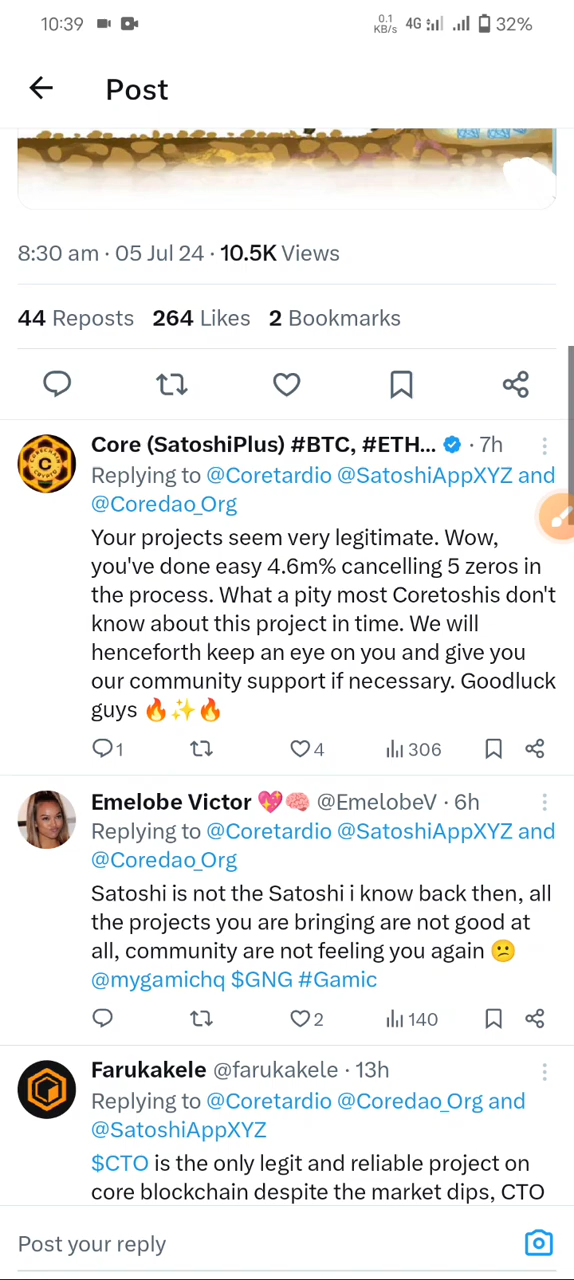 10:39
0.1 KB/s 4G 32%
Post
8:30 am · 05 Jul 24 · 10.5K Views
44 Reposts 264 Likes 2 Bookmarks
Core (SatoshiPlus) #BTC, #ETH... · 7h
Replying to @Coretardio @SatoshiAppXYZ and
@Coredao_Org
Your projects seem very legitimate. Wow,
you've done easy 4.6m% cancelling 5 zeros in
the process. What a pity most Coretoshis don't
know about this project in time. We will
henceforth keep an eye on you and give you
our community support if necessary. Goodluck
guys 🔥✨🔥
1 4 306
Emelobe Victor 💖🧠 @EmelobeV · 6h
Replying to @Coretardio @SatoshiAppXYZ and
@Coredao_Org
Satoshi is not the Satoshi i know back then, all
the projects you are bringing are not good at
all, community are not feeling you again 😕
@mygamichq $GNG #Gamic
2 140
Farukakele @farukakele · 13h
Replying to @Coretardio @Coredao_Org and
@SatoshiAppXYZ
$CTO is the only legit and reliable project on
core blockchain despite the market dips, CTO
Post your reply